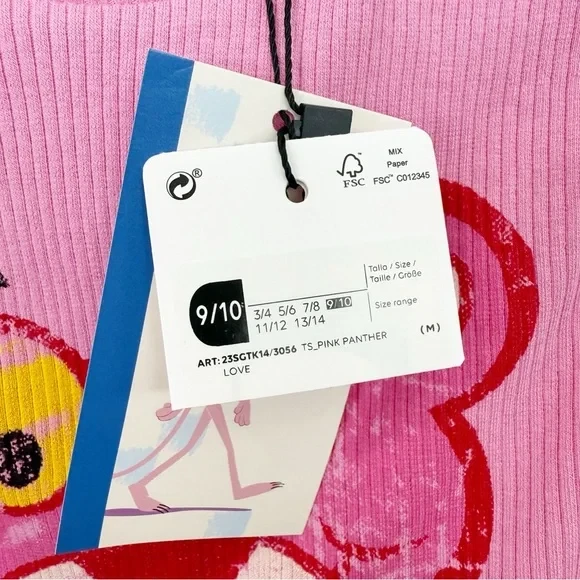 ®
MIX
Paper
FSC
FSC™ C012345
Talla / Size /
Taille / Größe
9/10
3/4 5/6 7/8 9/10
11/12 13/14
Size range
ART: 23SGTK14/3056 TS_PINK PANTHER
LOVE
(M)